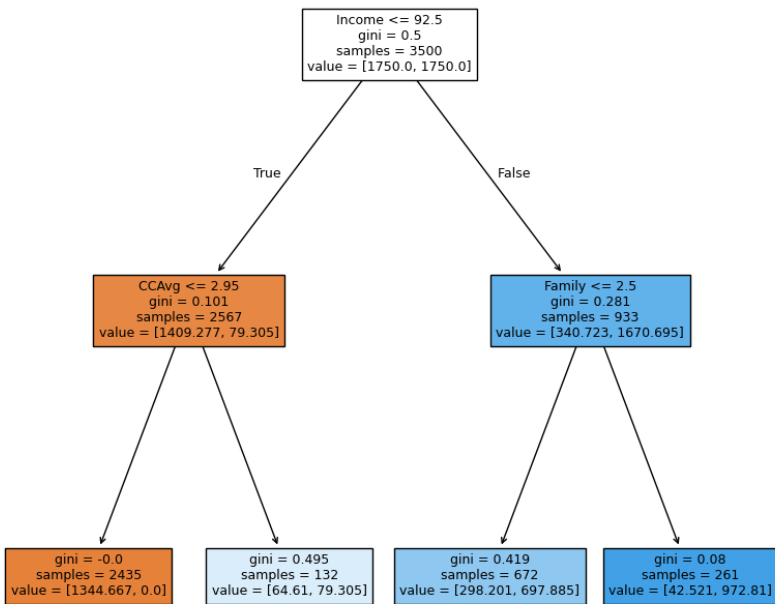 Income <= 92.5
gini = 0.5
samples = 3500
value = [1750.0, 1750.0]
True
False
CCAvg <= 2.95
gini = 0.101
samples = 2567
value = [1409.277, 79.305]
Family <= 2.5
gini = 0.281
samples = 933
value = [340.723, 1670.695]
gini = -0.0
samples = 2435
value = [1344.667, 0.0]
gini = 0.495
samples = 132
value = [64.61, 79.305]
gini = 0.419
samples = 672
value = [298.201, 697.885]
gini = 0.08
samples = 261
value = [42.521, 972.81]